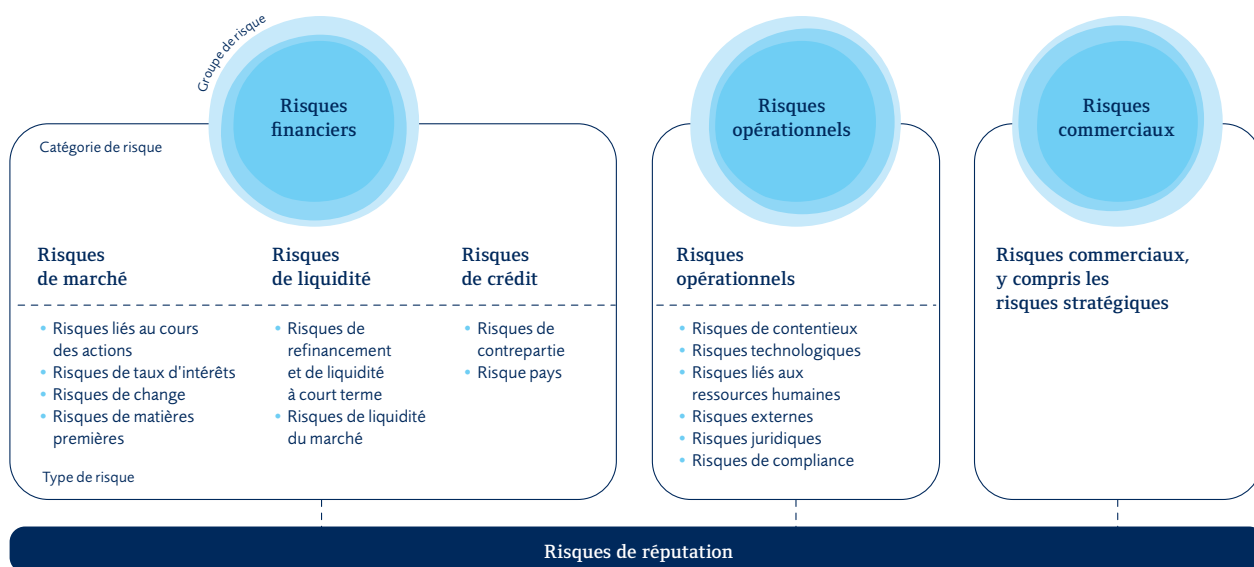 Groupe de risque
Risques
financiers
Catégorie de risque
Risques
de marché
Risques
de liquidité
Risques
de crédit
• Risques liés au cours
des actions
• Risques de taux d'intérêts
• Risques de change
• Risques de matières
premières
• Risques de
refinancement
et de liquidité
à court terme
• Risques de liquidité
du marché
• Risques de
contrepartie
• Risque pays
Type de risque
Risques
opérationnels
Risques
opérationnels
• Risques de contentieux
• Risques technologiques
• Risques liés aux
ressources humaines
• Risques externes
• Risques juridiques
• Risques de compliance
Risques
commerciaux
Risques commerciaux,
y compris les
risques stratégiques
Risques de réputation